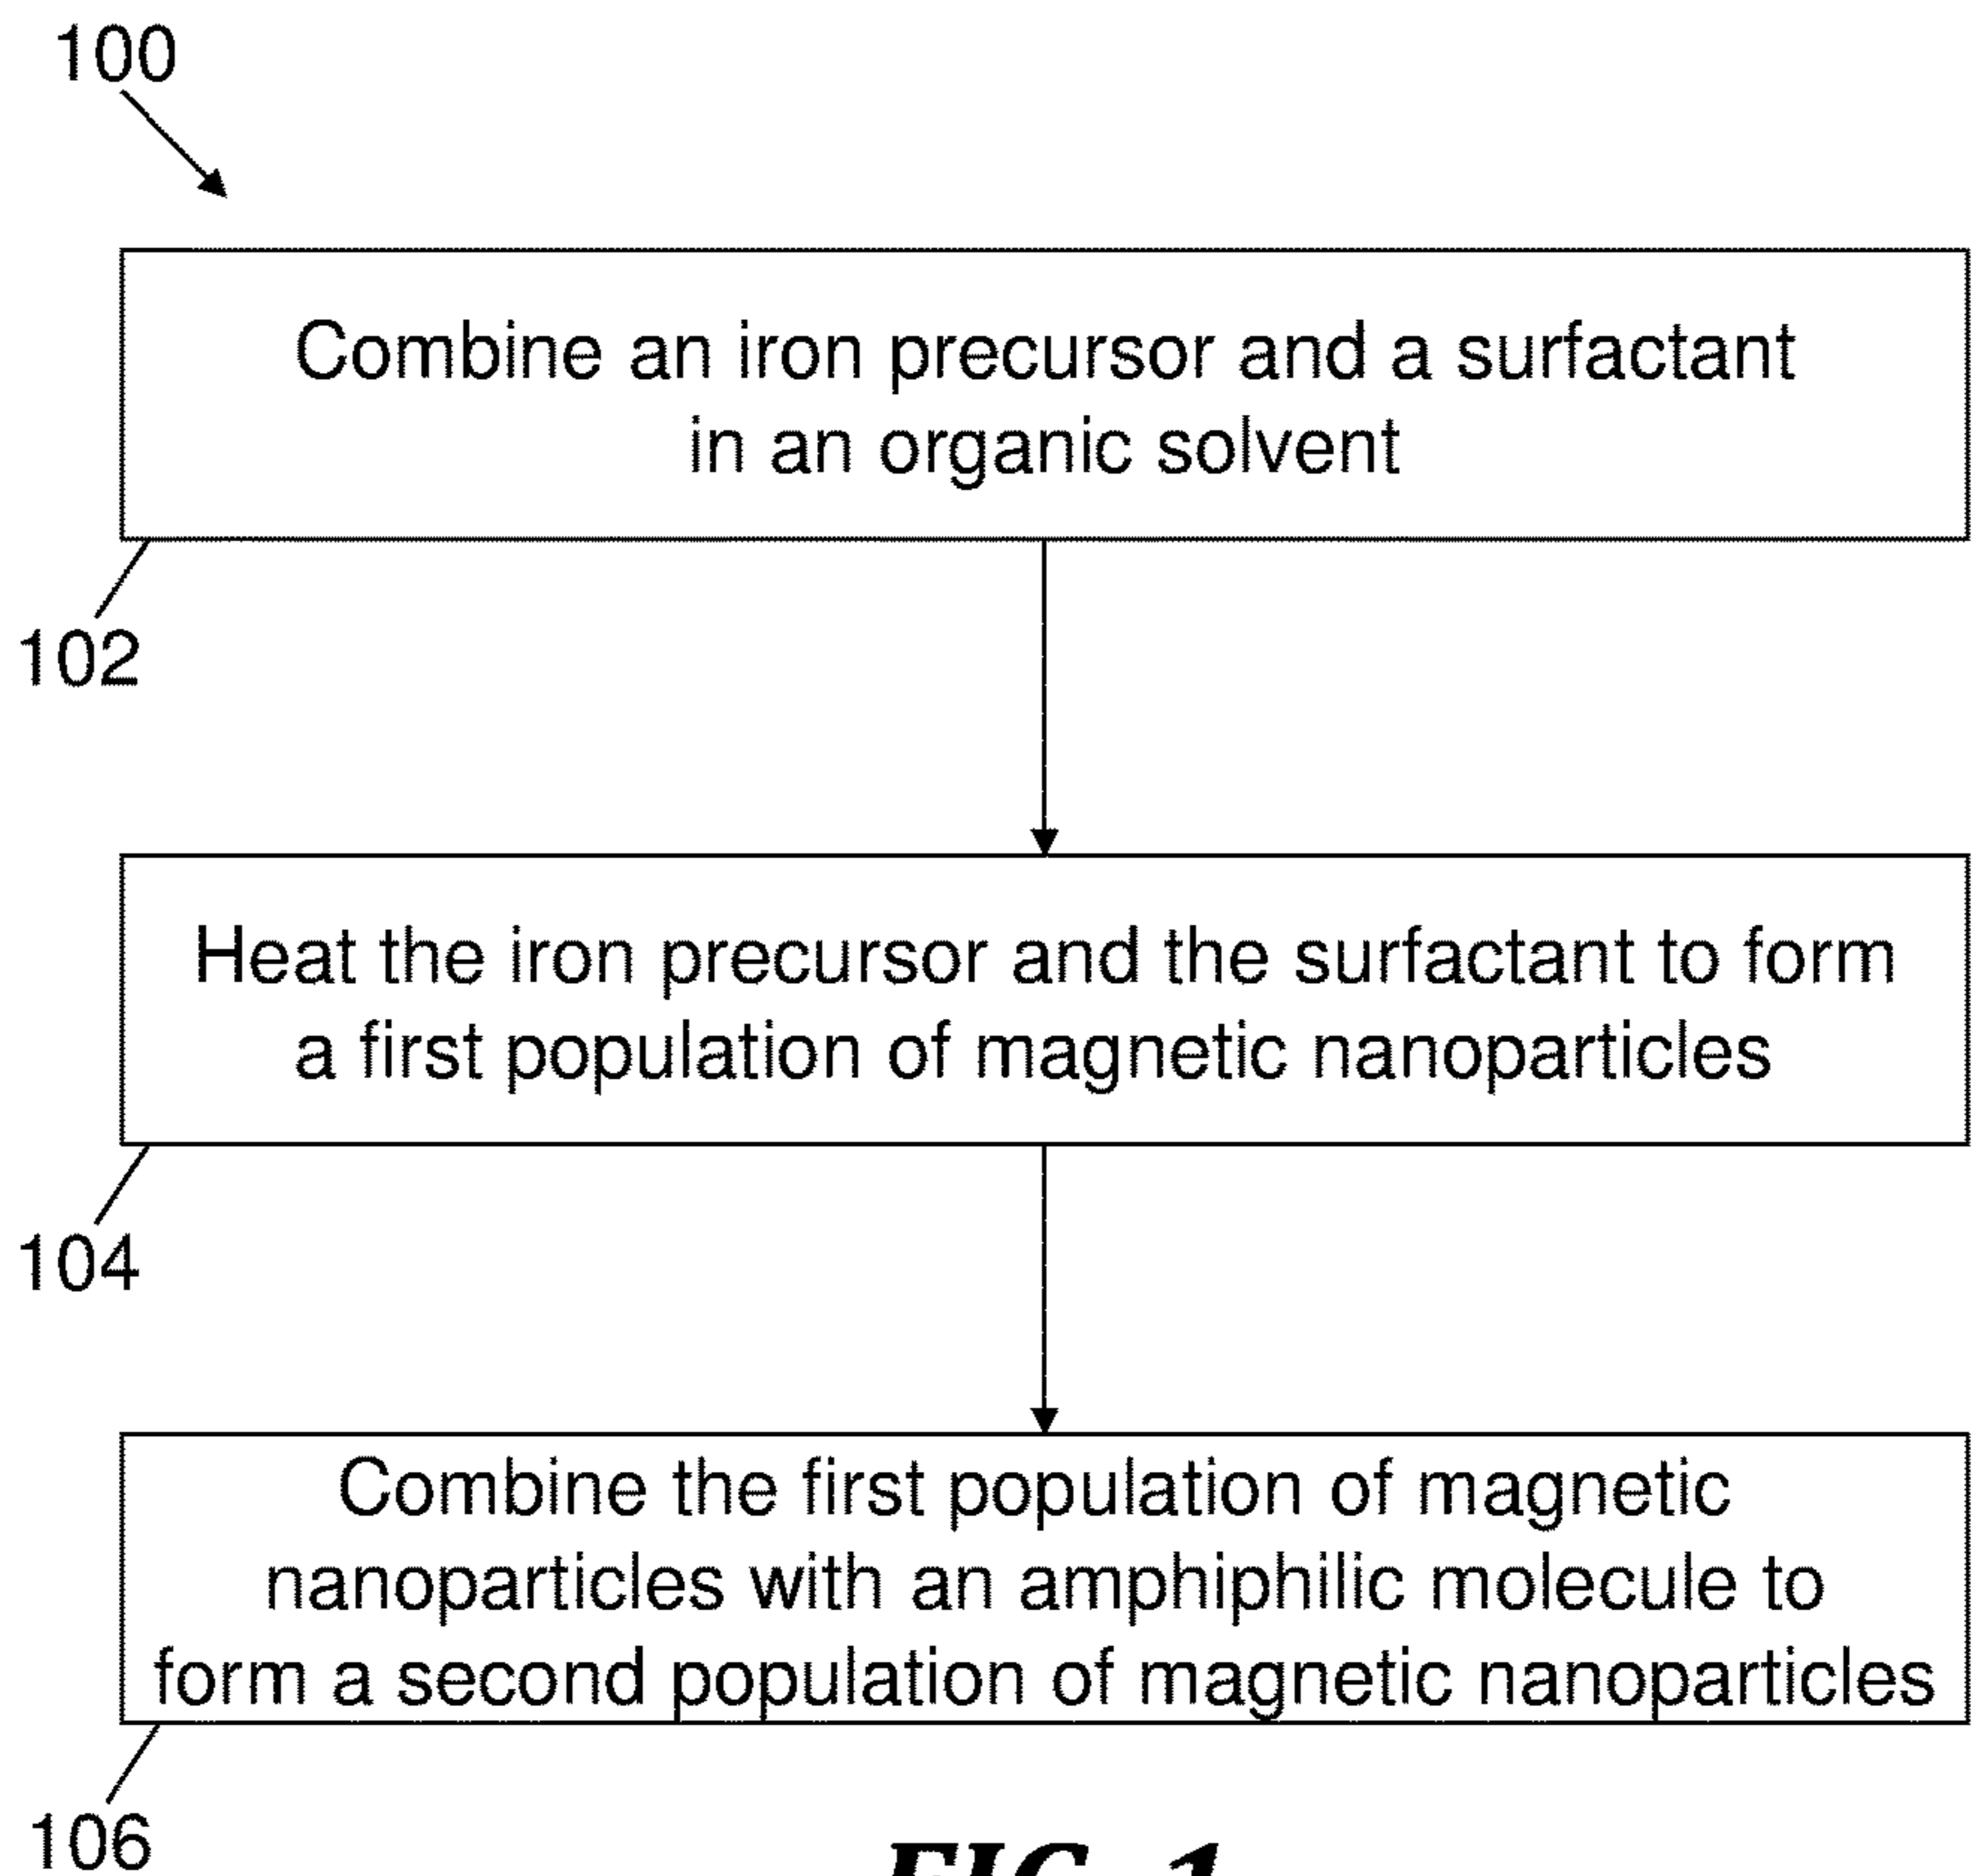 100
Combine an iron precursor and a surfactant
in an organic solvent
102
Heat the iron precursor and the surfactant to form
a first population of magnetic nanoparticles
104
Combine the first population of magnetic
nanoparticles with an amphiphilic molecule to
form a second population of magnetic nanoparticles
106
FIG. 1